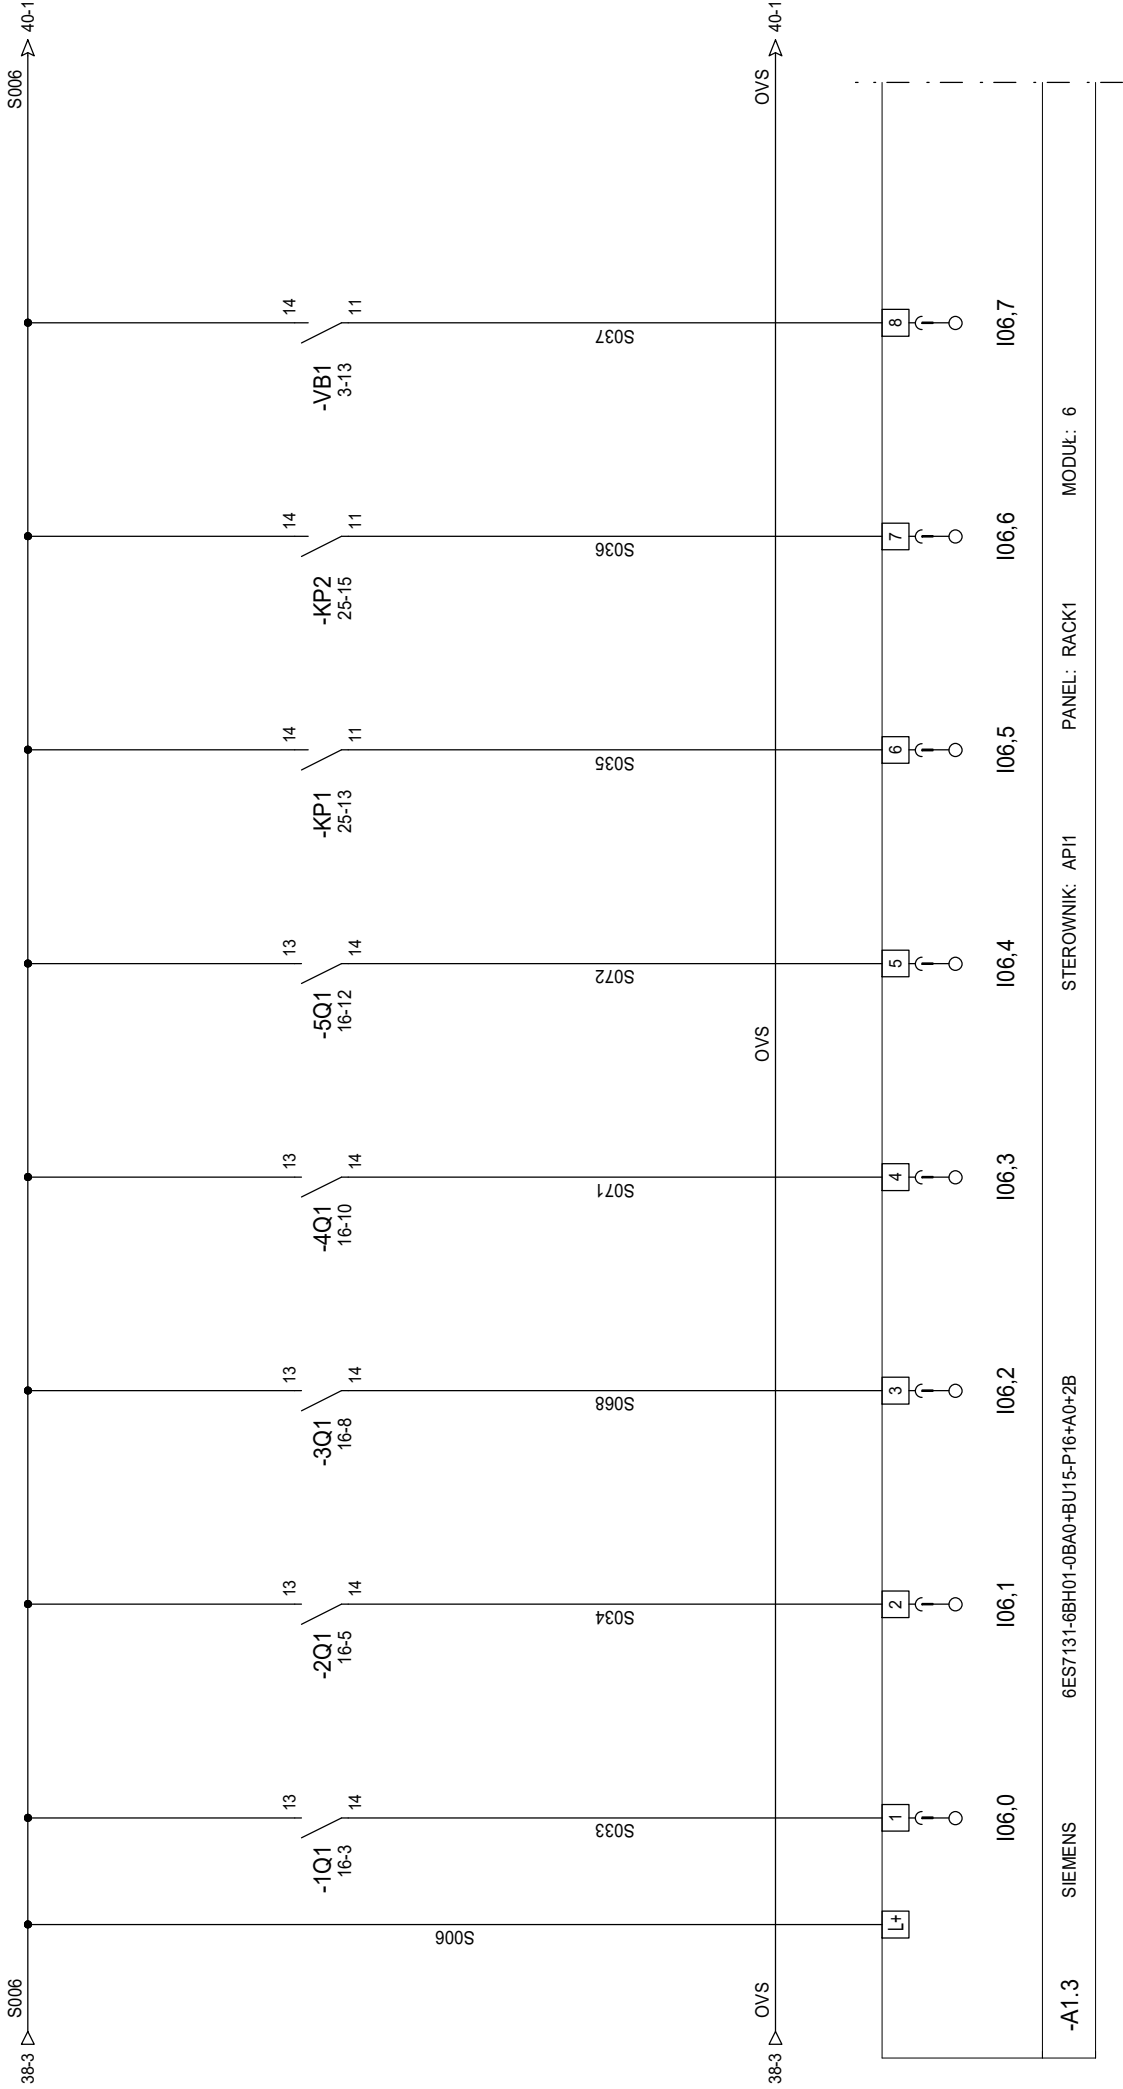 38-3
S006
S006
40-1
13
13
13
13
13
14
14
14
-1Q1
16-3
14
-2Q1
16-5
14
-3Q1
16-8
14
-4Q1
16-10
14
-5Q1
16-12
14
-KP1
25-13
11
-KP2
25-15
11
-VB1
3-13
11
S006
S033
S034
S068
S071
S072
S035
S036
S037
38-3
OVS
OVS
OVS
40-1
L+
1
2
3
4
5
6
7
8
I06,0
I06,1
I06,2
I06,3
I06,4
I06,5
I06,6
I06,7
-A1.3
SIEMENS
6ES7131-6BH01-0BA0+BU15-P16+A0+2B
STEROWNIK: API1
PANEL: RACK1
MODUŁ: 6